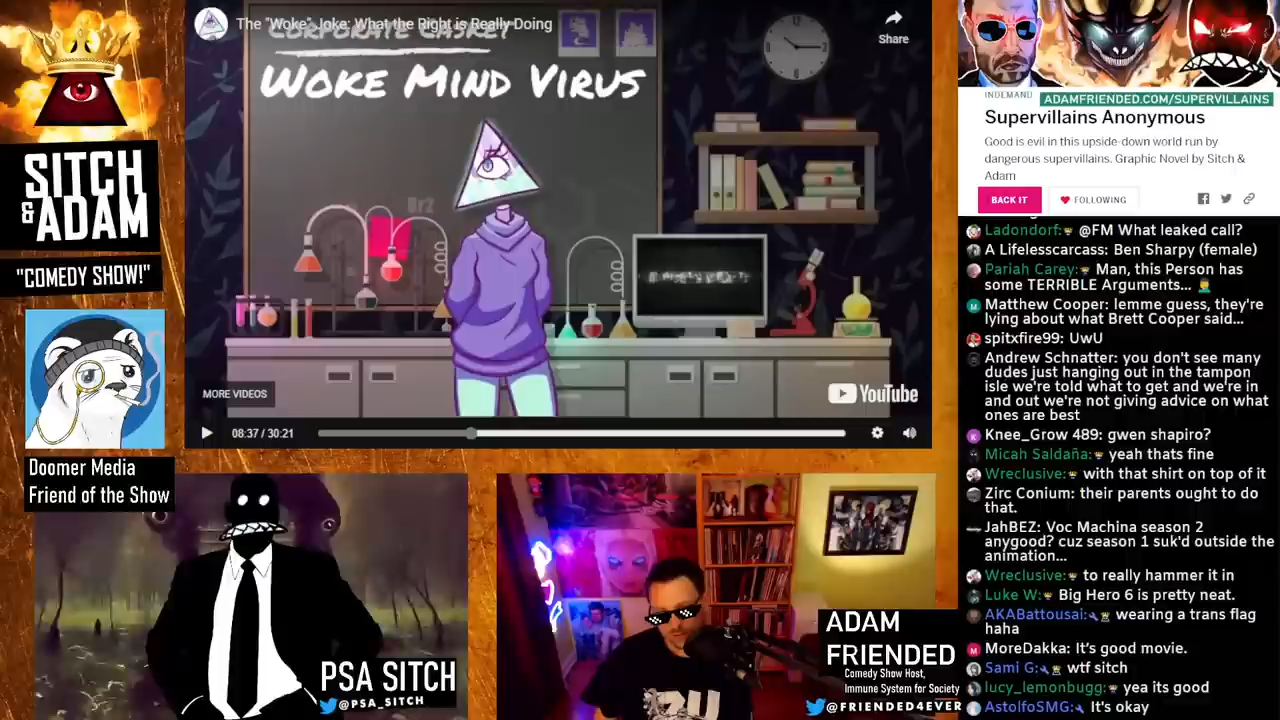 SITCH
& ADAM
"COMEDY SHOW!"
Doomer Media
Friend of the Show
The "Woke" Joke: What the Right is Really Doing
CORPORATE CASKET
WOKE MIND VIRUS
Share
Br2
MORE VIDEOS
YouTube
08:37 / 30:21
PSA SITCH
@PSA_SITCH
ADAM
FRIENDED
Comedy Show Host,
Immune System for Society
@FRIENDED4EVER
INDEMAND
ADAMFRIENDED.COM/SUPERVILLAINS
Supervillains Anonymous
Good is evil in this upside-down world run by
dangerous supervillains. Graphic Novel by Sitch &
Adam
BACK IT
FOLLOWING
Ladondorf: @FM What leaked call?
A Lifelesscarcass: Ben Sharpy (female)
Pariah Carey: Man, this Person has
some TERRIBLE Arguments...
Matthew Cooper: lemme guess, they're
lying about what Brett Cooper said...
spitxfire99: UwU
Andrew Schnatter: you don't see many
dudes just hanging out in the tampon
isle we're told what to get and we're in
and out we're not giving advice on what
ones are best
Knee_Grow 489: gwen shapiro?
Micah Saldaña: yeah thats fine
Wreclusive: with that shirt on top of it
Zirc Conium: their parents ought to do
that.
JahBEZ: Voc Machina season 2
anygood? cuz season 1 suk'd outside the
animation...
Wreclusive: to really hammer it in
Luke W: Big Hero 6 is pretty neat.
AKABattousai: wearing a trans flag
haha
MoreDakka: It's good movie.
Sami G: wtf sitch
lucy_lemonbugg: yea its good
AstolfoSMG: It's okay